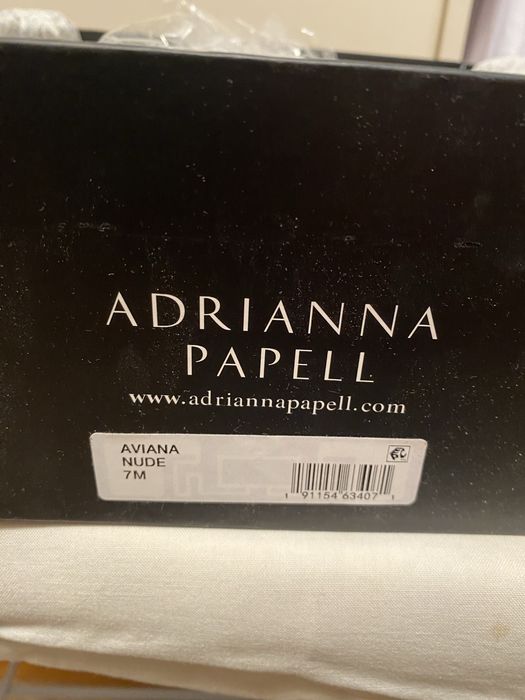 ADRIANNA
PAPELL
www.adriannapapell.com
AVIANA
NUDE
7M
1 91154 63407 1